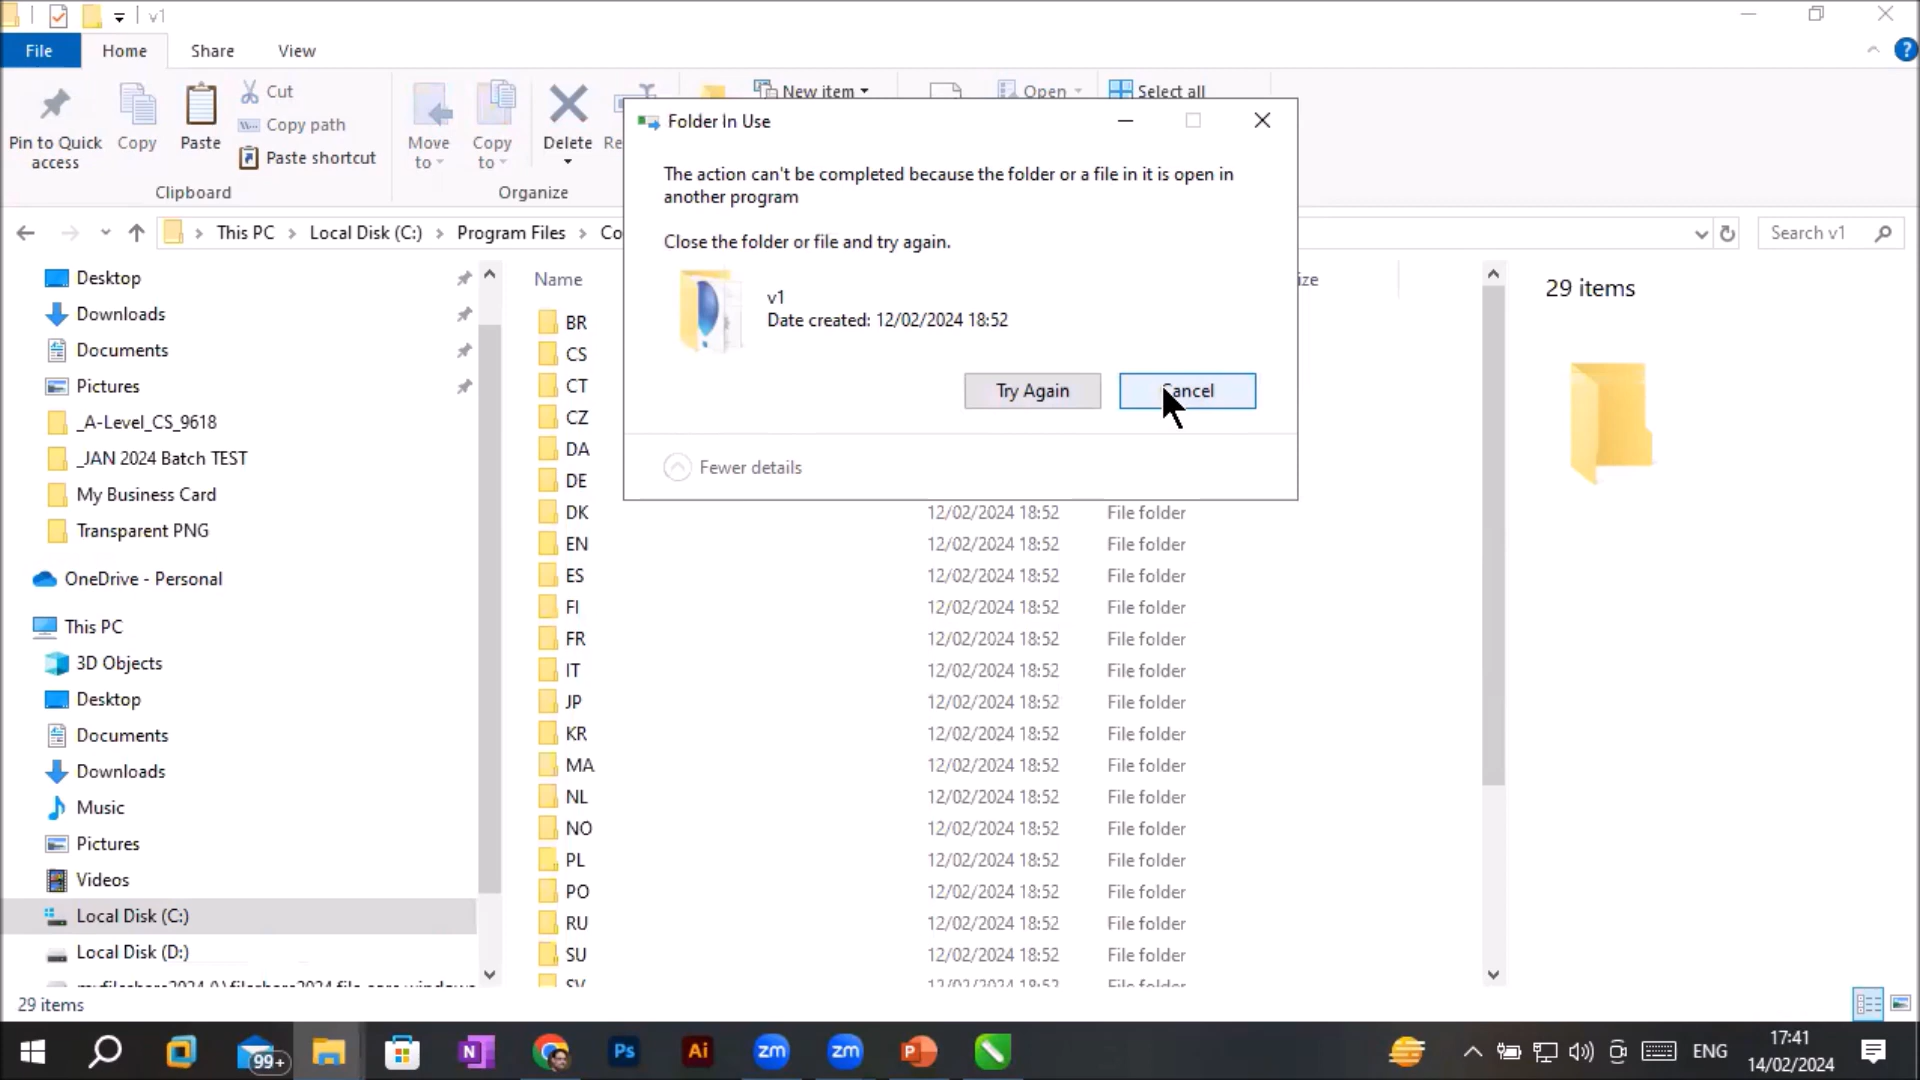 v1
File
Home
Share
View
Pin to Quick
access
Copy
Paste
Cut
Copy path
Paste shortcut
Clipboard
Move
to
Copy
to
Delete
Organize
New item
Open
Select all
Folder In Use
The action can't be completed because the folder or a file in it is open in
another program
Close the folder or file and try again.
v1
Date created: 12/02/2024 18:52
Try Again
Cancel
Fewer details
This PC
Local Disk (C:)
Program Files
Search v1
Desktop
Downloads
Documents
Pictures
_A-Level_CS_9618
_JAN 2024 Batch TEST
My Business Card
Transparent PNG
OneDrive - Personal
This PC
3D Objects
Desktop
Documents
Downloads
Music
Pictures
Videos
Local Disk (C:)
Local Disk (D:)
Name
BR
CS
CT
CZ
DA
DE
DK 12/02/2024 18:52 File folder
EN 12/02/2024 18:52 File folder
ES 12/02/2024 18:52 File folder
FI 12/02/2024 18:52 File folder
FR 12/02/2024 18:52 File folder
IT 12/02/2024 18:52 File folder
JP 12/02/2024 18:52 File folder
KR 12/02/2024 18:52 File folder
MA 12/02/2024 18:52 File folder
NL 12/02/2024 18:52 File folder
NO 12/02/2024 18:52 File folder
PL 12/02/2024 18:52 File folder
PO 12/02/2024 18:52 File folder
RU 12/02/2024 18:52 File folder
SU 12/02/2024 18:52 File folder
29 items
29 items
99+
N
Ps
Ai
zm
zm
P
ENG
17:41
14/02/2024